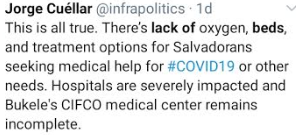 Jorge Cuéllar @infrapolitics · 1d
This is all true. There's lack of oxygen, beds,
and treatment options for Salvadorans
seeking medical help for #COVID19 or other
needs. Hospitals are severely impacted and
Bukele's CIFCO medical center remains
incomplete.